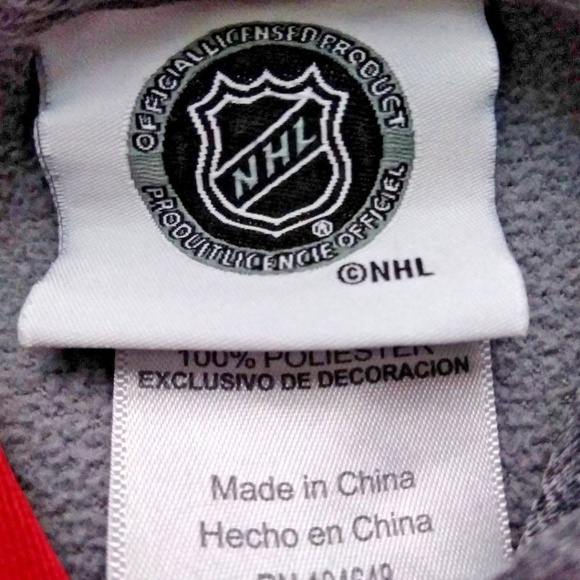 OFFICIAL LICENSED PRODUCT
NHL
®
PRODUIT LICENCIE OFFICIEL
©NHL
100% POLIESTER
EXCLUSIVO DE DECORACION
Made in China
Hecho en China